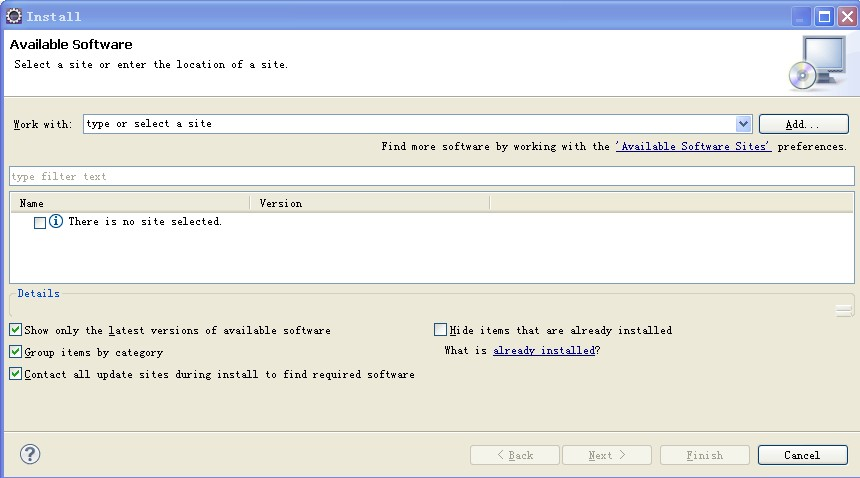 Install
Available Software
Select a site or enter the location of a site.
Work with: type or select a site Add...
Find more software by working with the 'Available Software Sites' preferences.
type filter text
Name Version
There is no site selected.
Details
Show only the latest versions of available software Hide items that are already installed
Group items by category What is already installed?
Contact all update sites during install to find required software
? < Back Next > Finish Cancel